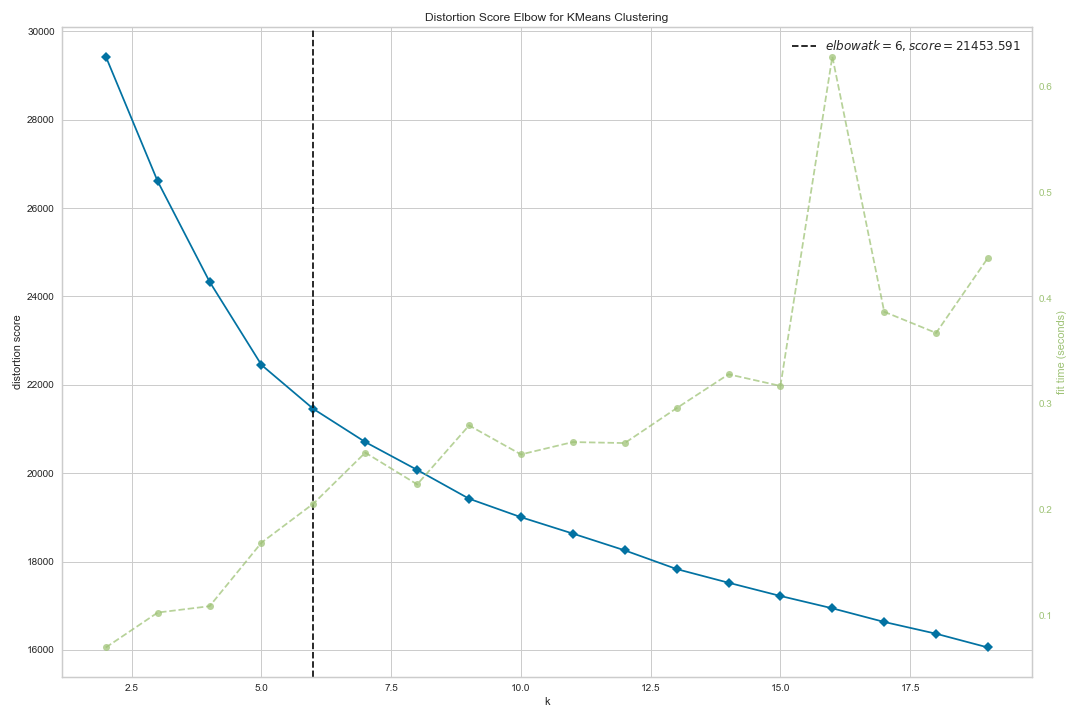 Distortion Score Elbow for KMeans Clustering
elbowatk = 6, score = 21453.591
distortion score
30000
28000
26000
24000
22000
20000
18000
16000
0.6
0.5
0.4
0.3
0.2
0.1
fit time (seconds)
2.5 5.0 7.5 10.0 12.5 15.0 17.5
k